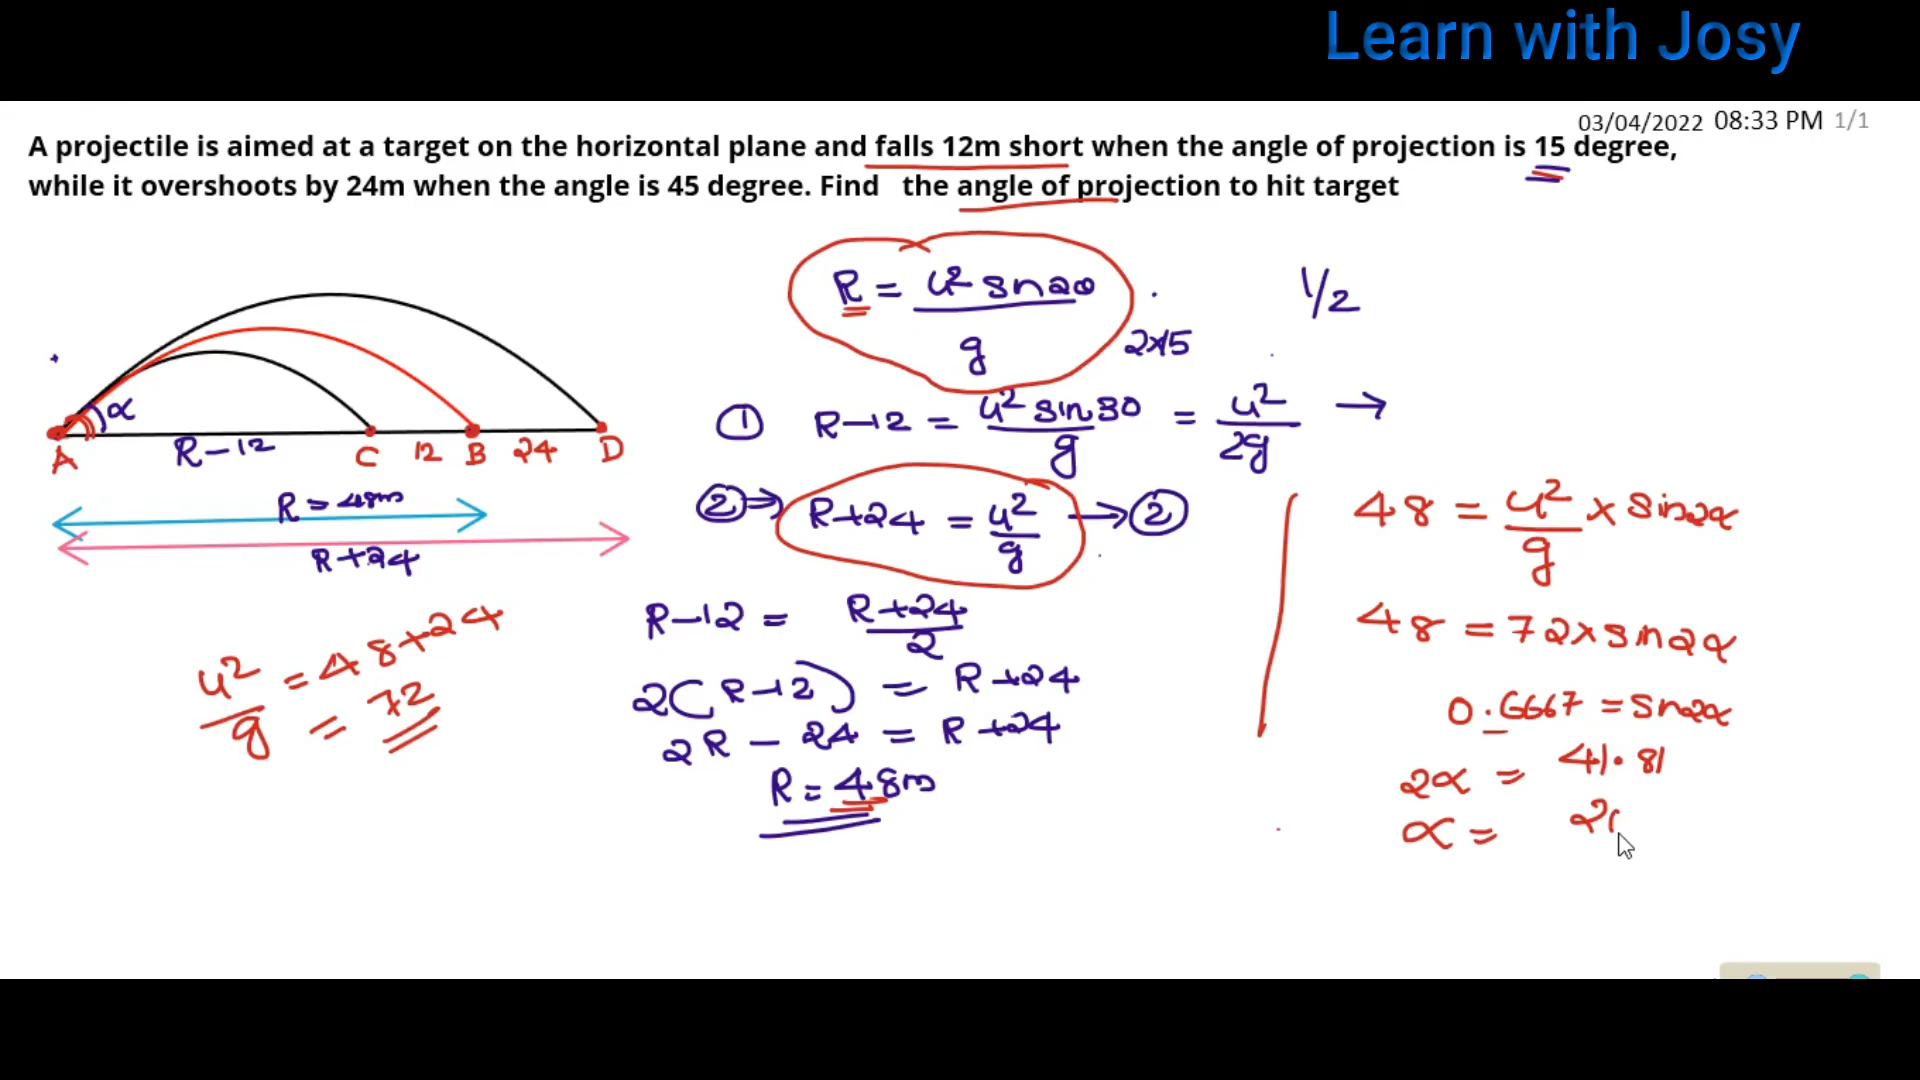 Learn with Josy
03/04/2022 08:33 PM 1/1
A projectile is aimed at a target on the horizontal plane and falls 12m short when the angle of projection is 15 degree,
while it overshoots by 24m when the angle is 45 degree. Find the angle of projection to hit target
R = u² sin2θ / g
2×15
1/2
α
A R-12 C 12 B 24 D
R = 48m
R+24
① R-12 = u² sin30 / g = u² / 2g →
②⇒ R+24 = u² / g → ②
R-12 = R+24 / 2
2(R-12) = R+24
2R - 24 = R+24
R = 48m
u² / g = 48+24
= 72
48 = u² / g × sin2α
48 = 72×sin2α
0.6667 = sin2α
2α = 41.81
α = 20